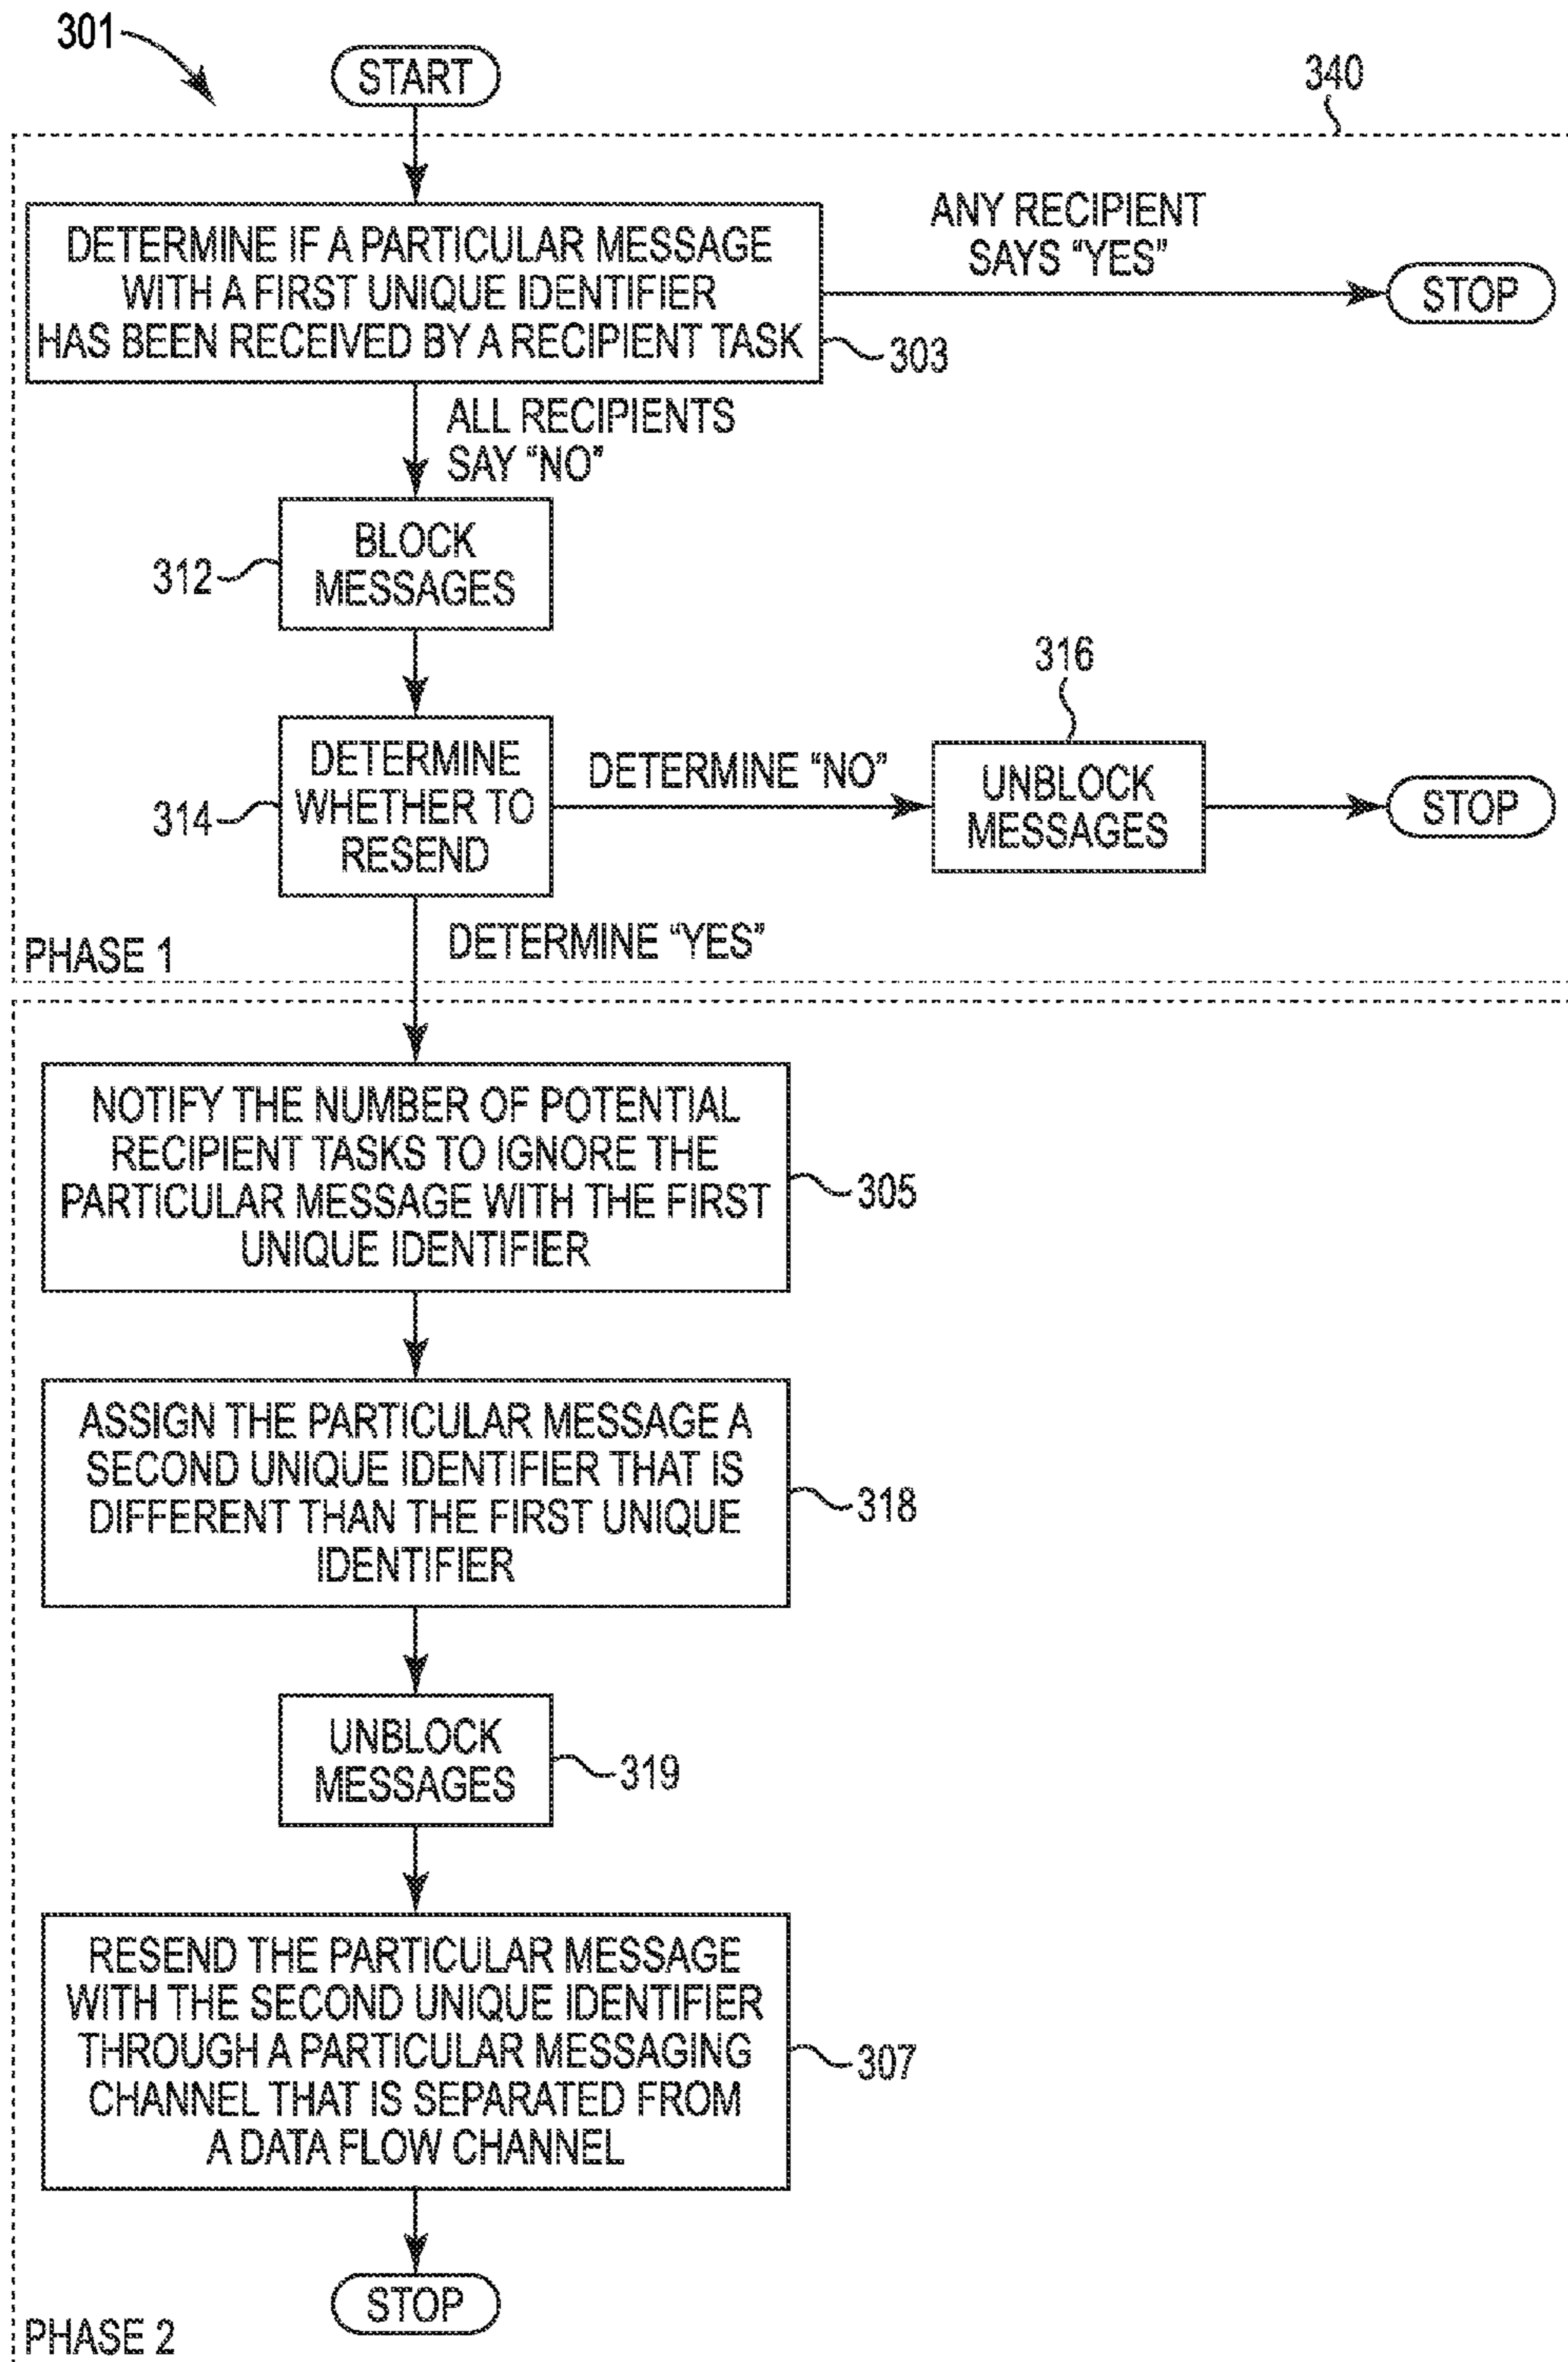 301
START
340
DETERMINE IF A PARTICULAR MESSAGE
WITH A FIRST UNIQUE IDENTIFIER
HAS BEEN RECEIVED BY A RECIPIENT TASK
303
ANY RECIPIENT
SAYS “YES”
STOP
ALL RECIPIENTS
SAY “NO”
BLOCK
MESSAGES
312
DETERMINE
WHETHER TO
RESEND
314
DETERMINE “NO”
316
UNBLOCK
MESSAGES
STOP
DETERMINE “YES”
PHASE 1
NOTIFY THE NUMBER OF POTENTIAL
RECIPIENT TASKS TO IGNORE THE
PARTICULAR MESSAGE WITH THE FIRST
UNIQUE IDENTIFIER
305
ASSIGN THE PARTICULAR MESSAGE A
SECOND UNIQUE IDENTIFIER THAT IS
DIFFERENT THAN THE FIRST UNIQUE
IDENTIFIER
318
UNBLOCK
MESSAGES
319
RESEND THE PARTICULAR MESSAGE
WITH THE SECOND UNIQUE IDENTIFIER
THROUGH A PARTICULAR MESSAGING
CHANNEL THAT IS SEPARATED FROM
A DATA FLOW CHANNEL
307
STOP
PHASE 2